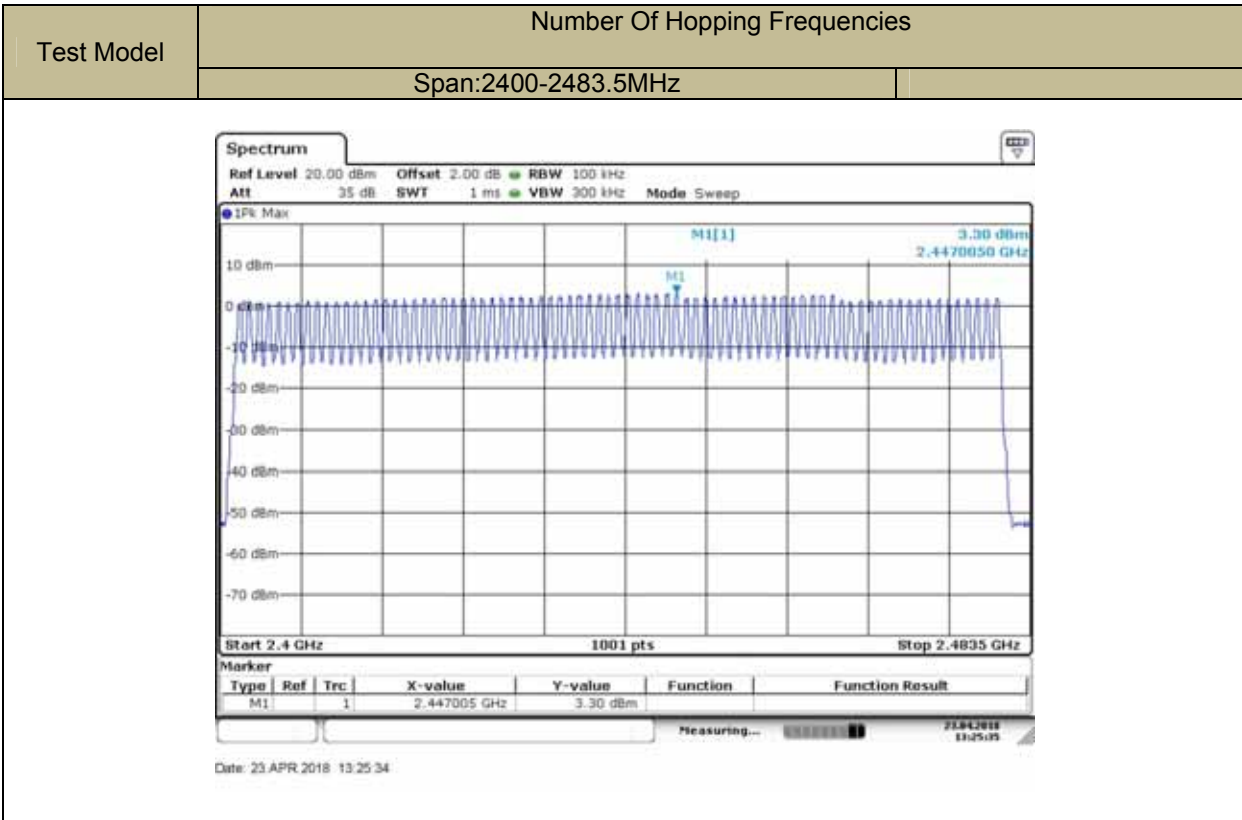 Test Model
Number Of Hopping Frequencies
Span:2400-2483.5MHz
Spectrum
Ref Level 20.00 dBm Offset 2.00 dB RBW 100 kHz
Att 35 dB SWT 1 ms VBW 300 kHz Mode Sweep
1Pk Max
M1[1] 3.30 dBm
2.4470050 GHz
10 dBm
M1
0 dBm
-10 dBm
-20 dBm
-30 dBm
-40 dBm
-50 dBm
-60 dBm
-70 dBm
Start 2.4 GHz 1001 pts Stop 2.4835 GHz
Marker
Type Ref Trc X-value Y-value Function Function Result
M1 1 2.447005 GHz 3.30 dBm
Measuring... 23.04.2018
13:25:35
Date: 23.APR.2018 13:25:34